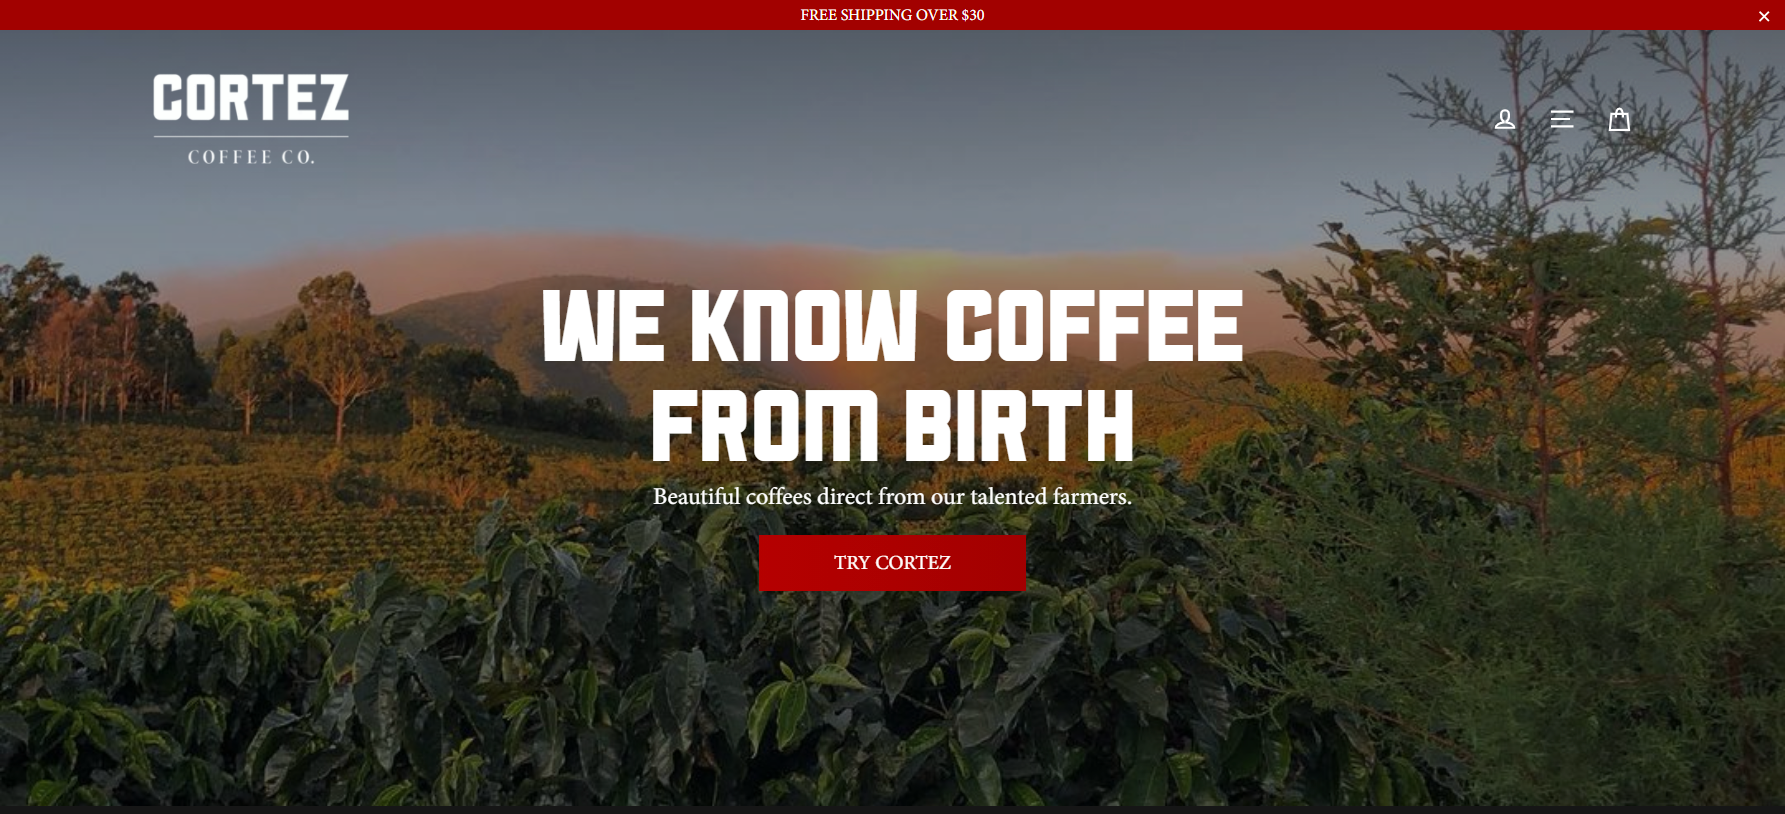 FREE SHIPPING OVER $30
CORTEZ
COFFEE CO.
WE KNOW COFFEE
FROM BIRTH
Beautiful coffees direct from our talented farmers.
TRY CORTEZ